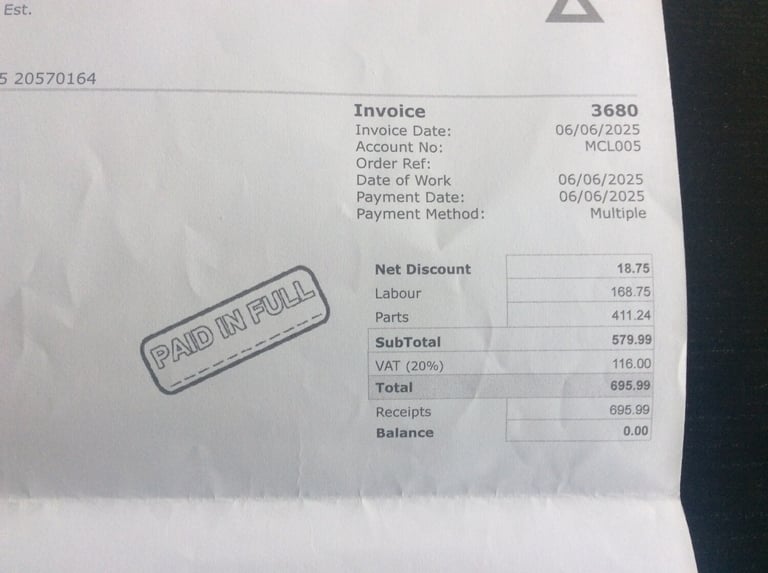 Est.
5 20570164
Invoice 3680
Invoice Date: 06/06/2025
Account No: MCL005
Order Ref:
Date of Work 06/06/2025
Payment Date: 06/06/2025
Payment Method: Multiple
Net Discount 18.75
Labour 168.75
Parts 411.24
SubTotal 579.99
VAT (20%) 116.00
Total 695.99
Receipts 695.99
Balance 0.00
PAID IN FULL